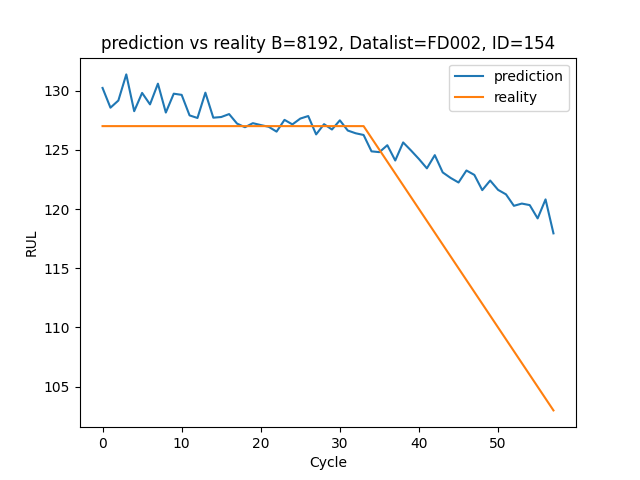 prediction vs reality B=8192, Datalist=FD002, ID=154
prediction
reality
RUL
130
125
120
115
110
105
0 10 20 30 40 50
Cycle